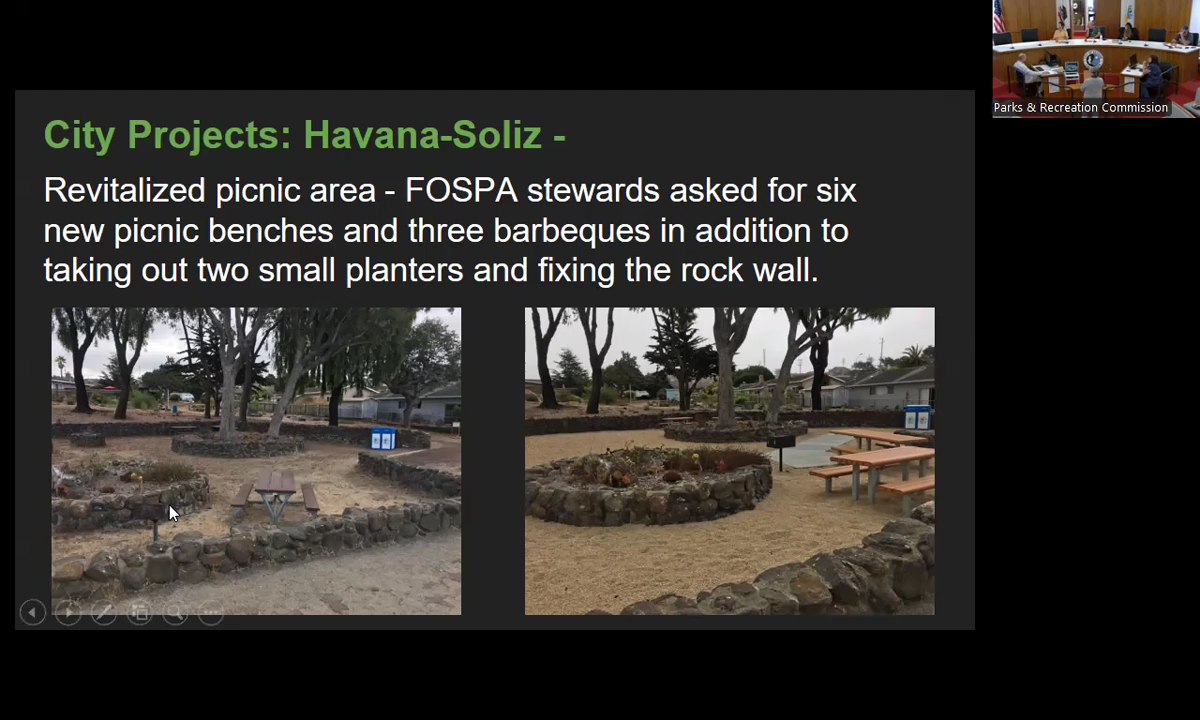 City Projects: Havana-Soliz -
Revitalized picnic area - FOSPA stewards asked for six
new picnic benches and three barbeques in addition to
taking out two small planters and fixing the rock wall.
Parks & Recreation Commission